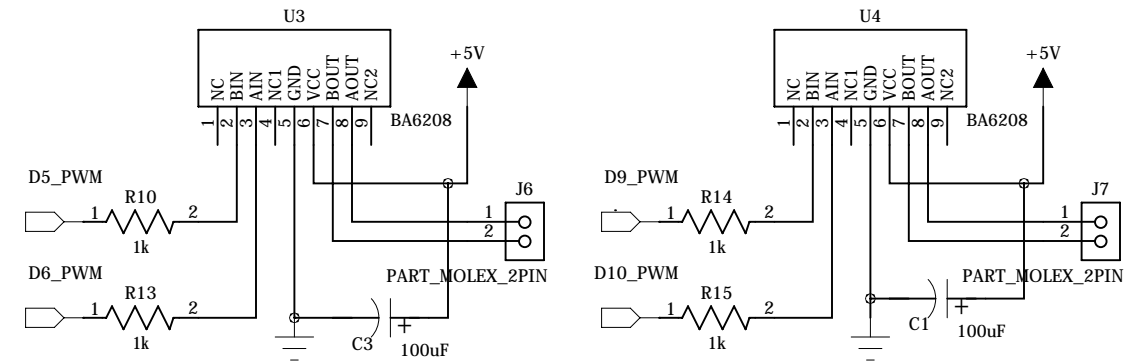 U3
NC
BIN
AIN
NC1
GND
VCC
BOUT
AOUT
NC2
1
2
3
4
5
6
7
8
9
BA6208
+5V
D5_PWM
R10
1
2
1k
D6_PWM
R13
1
2
1k
J6
1
2
PART_MOLEX_2PIN
C3
+
100uF
U4
NC
BIN
AIN
NC1
GND
VCC
BOUT
AOUT
NC2
1
2
3
4
5
6
7
8
9
BA6208
+5V
D9_PWM
R14
1
2
1k
D10_PWM
R15
1
2
1k
J7
1
2
PART_MOLEX_2PIN
C1
+
100uF